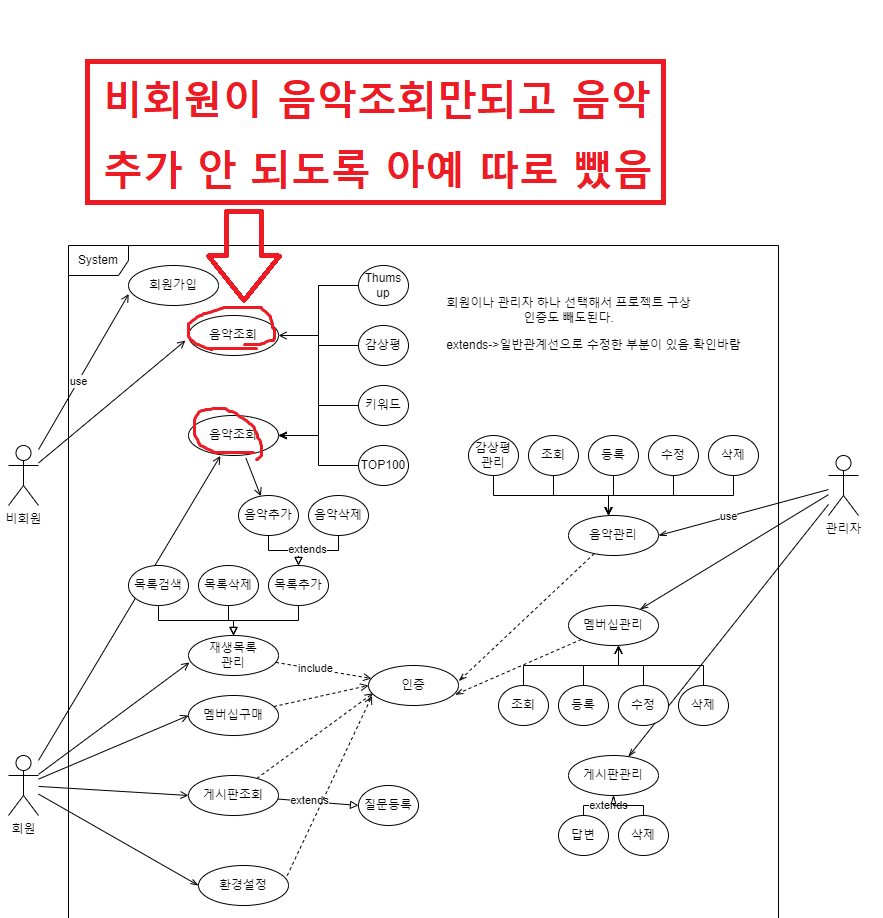 비회원이 음악조회만되고 음악
추가 안 되도록 아예 따로 뺐음
System
회원가입
Thums
up
음악조회
회원이나 관리자 하나 선택해서 프로젝트 구상
인증도 빼도된다.
감상평
extends->일반관계선으로 수정한 부분이 있음.확인바람
use
키워드
음악조회
TOP100
감상평
관리
조회
등록
수정
삭제
비회원
관리자
음악추가
음악삭제
use
음악관리
extends
목록검색
목록삭제
목록추가
멤버십관리
재생목록
관리
include
인증
조회
등록
수정
삭제
멤버십구매
게시판조회
extends
질문등록
게시판관리
extends
회원
답변
삭제
환경설정